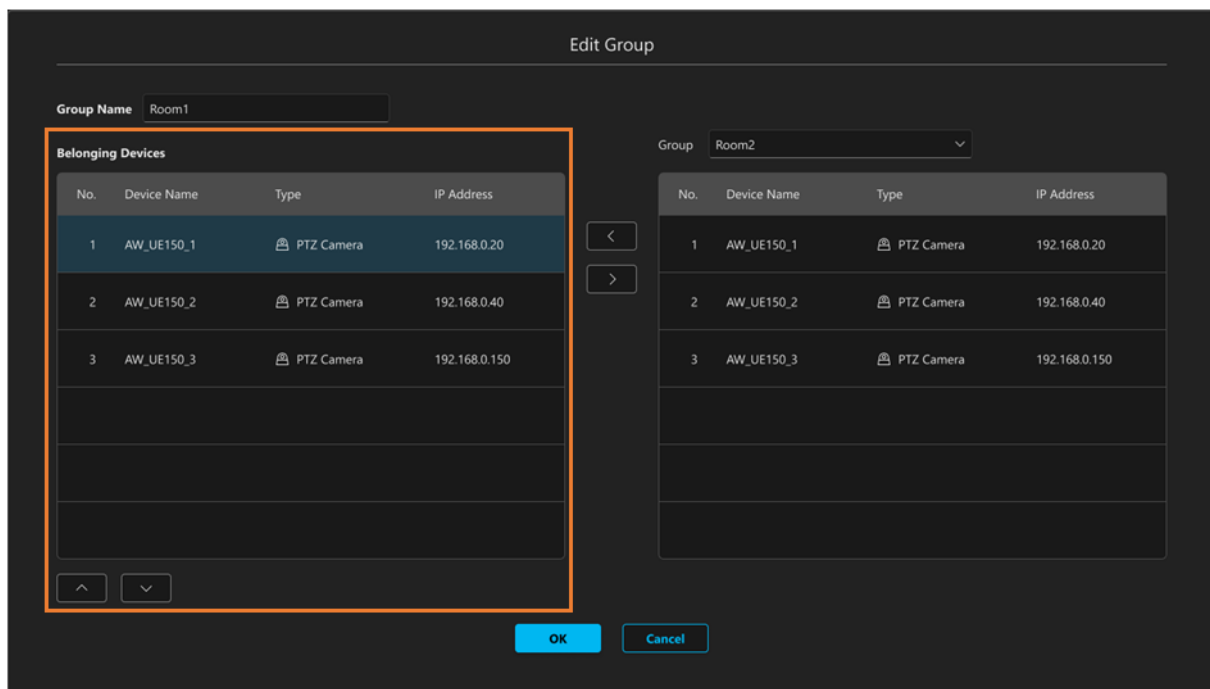 Edit Group
Group Name Room1
Belonging Devices
No. Device Name Type IP Address
1 AW_UE150_1 PTZ Camera 192.168.0.20
2 AW_UE150_2 PTZ Camera 192.168.0.40
3 AW_UE150_3 PTZ Camera 192.168.0.150
Group Room2
No. Device Name Type IP Address
1 AW_UE150_1 PTZ Camera 192.168.0.20
2 AW_UE150_2 PTZ Camera 192.168.0.40
3 AW_UE150_3 PTZ Camera 192.168.0.150
OK Cancel